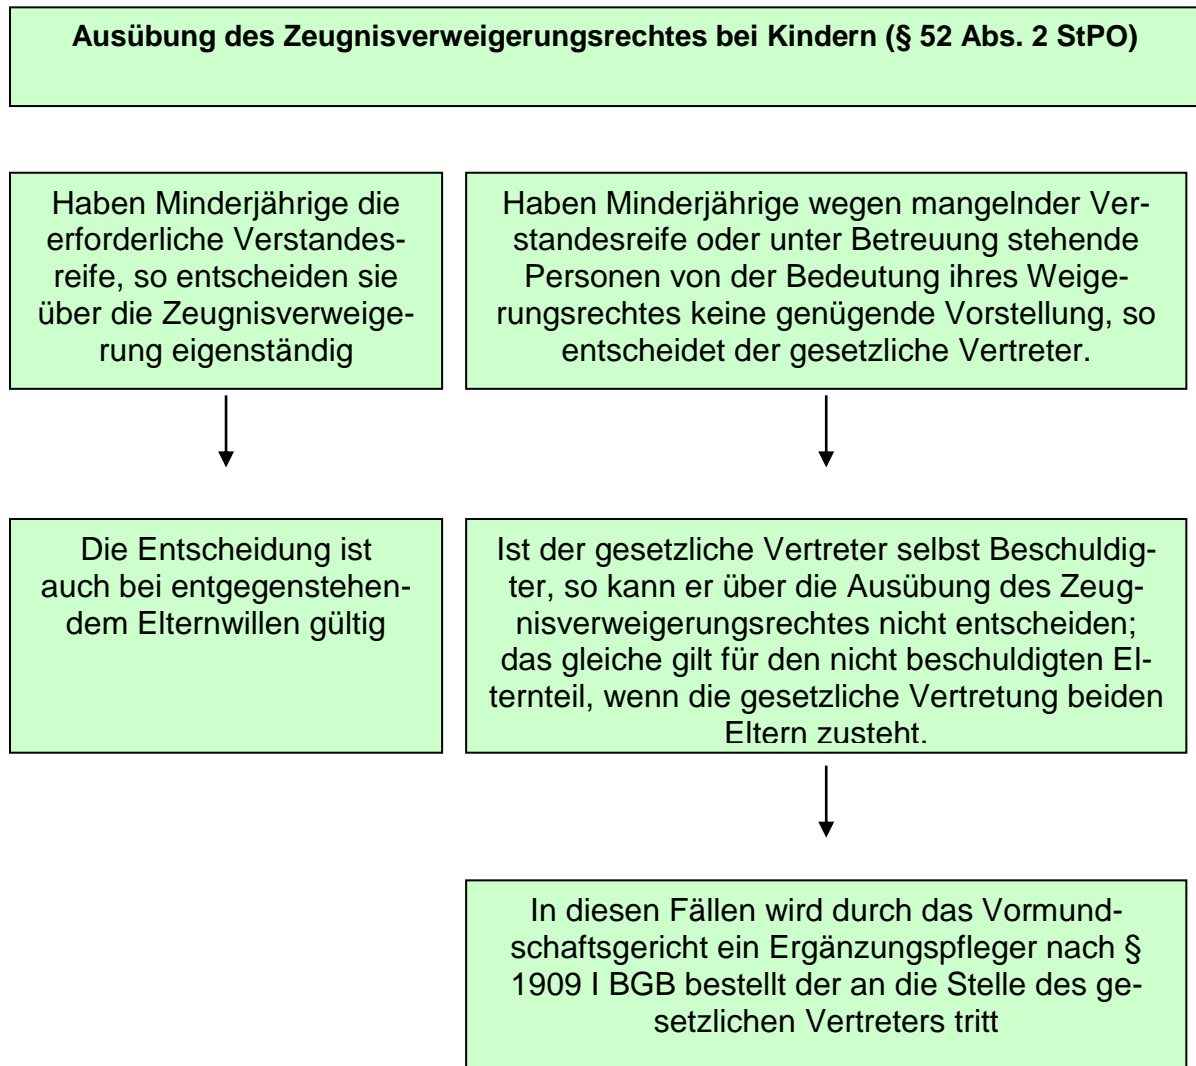 Ausübung des Zeugnisverweigerungsrechtes bei Kindern (§ 52 Abs. 2 StPO)
Haben Minderjährige die
erforderliche Verstandes-
reife, so entscheiden sie
über die Zeugnisverweige-
rung eigenständig
Haben Minderjährige wegen mangelnder Ver-
standesreife oder unter Betreuung stehende
Personen von der Bedeutung ihres Weige-
rungsrechtes keine genügende Vorstellung, so
entscheidet der gesetzliche Vertreter.
Die Entscheidung ist
auch bei entgegenstehen-
dem Elternwillen gültig
Ist der gesetzliche Vertreter selbst Beschuldig-
ter, so kann er über die Ausübung des Zeug-
nisverweigerungsrechtes nicht entscheiden;
das gleiche gilt für den nicht beschuldigten El-
ternteil, wenn die gesetzliche Vertretung beiden
Eltern zusteht.
In diesen Fällen wird durch das Vormund-
schaftsgericht ein Ergänzungspfleger nach §
1909 I BGB bestellt der an die Stelle des ge-
setzlichen Vertreters tritt